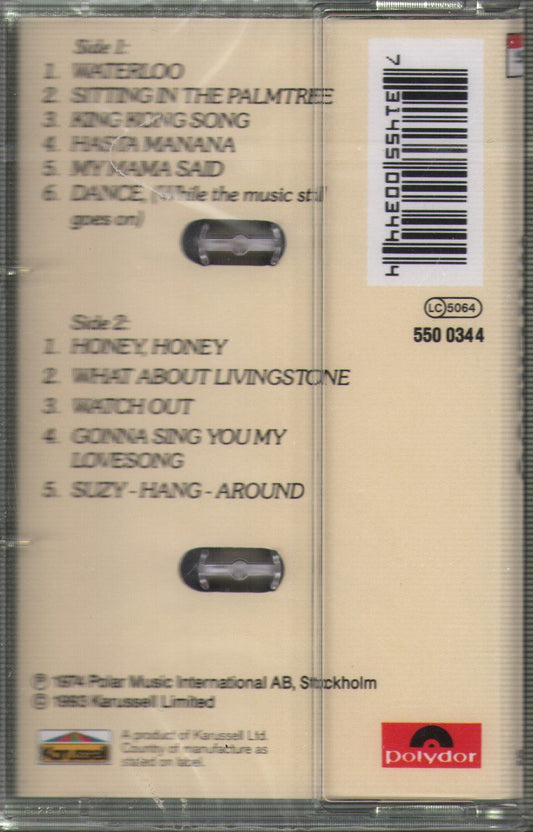 Side 1:
1. WATERLOO
2. SITTING IN THE PALMTREE
3. KING KONG SONG
4. HASTA MANANA
5. MY MAMA SAID
6. DANCE, (While the music still
goes on)
Side 2:
1. HONEY, HONEY
2. WHAT ABOUT LIVINGSTONE
3. WATCH OUT
4. GONNA SING YOU MY
LOVESONG
5. SUZY - HANG - AROUND
℗ 1974 Polar Music International AB, Stockholm
© 1993 Karussell Limited
Karussell
A product of Karussell Ltd.
Country of manufacture as
stated on label.
7 31455 00344 4
LC 5064
550 0344
polydor